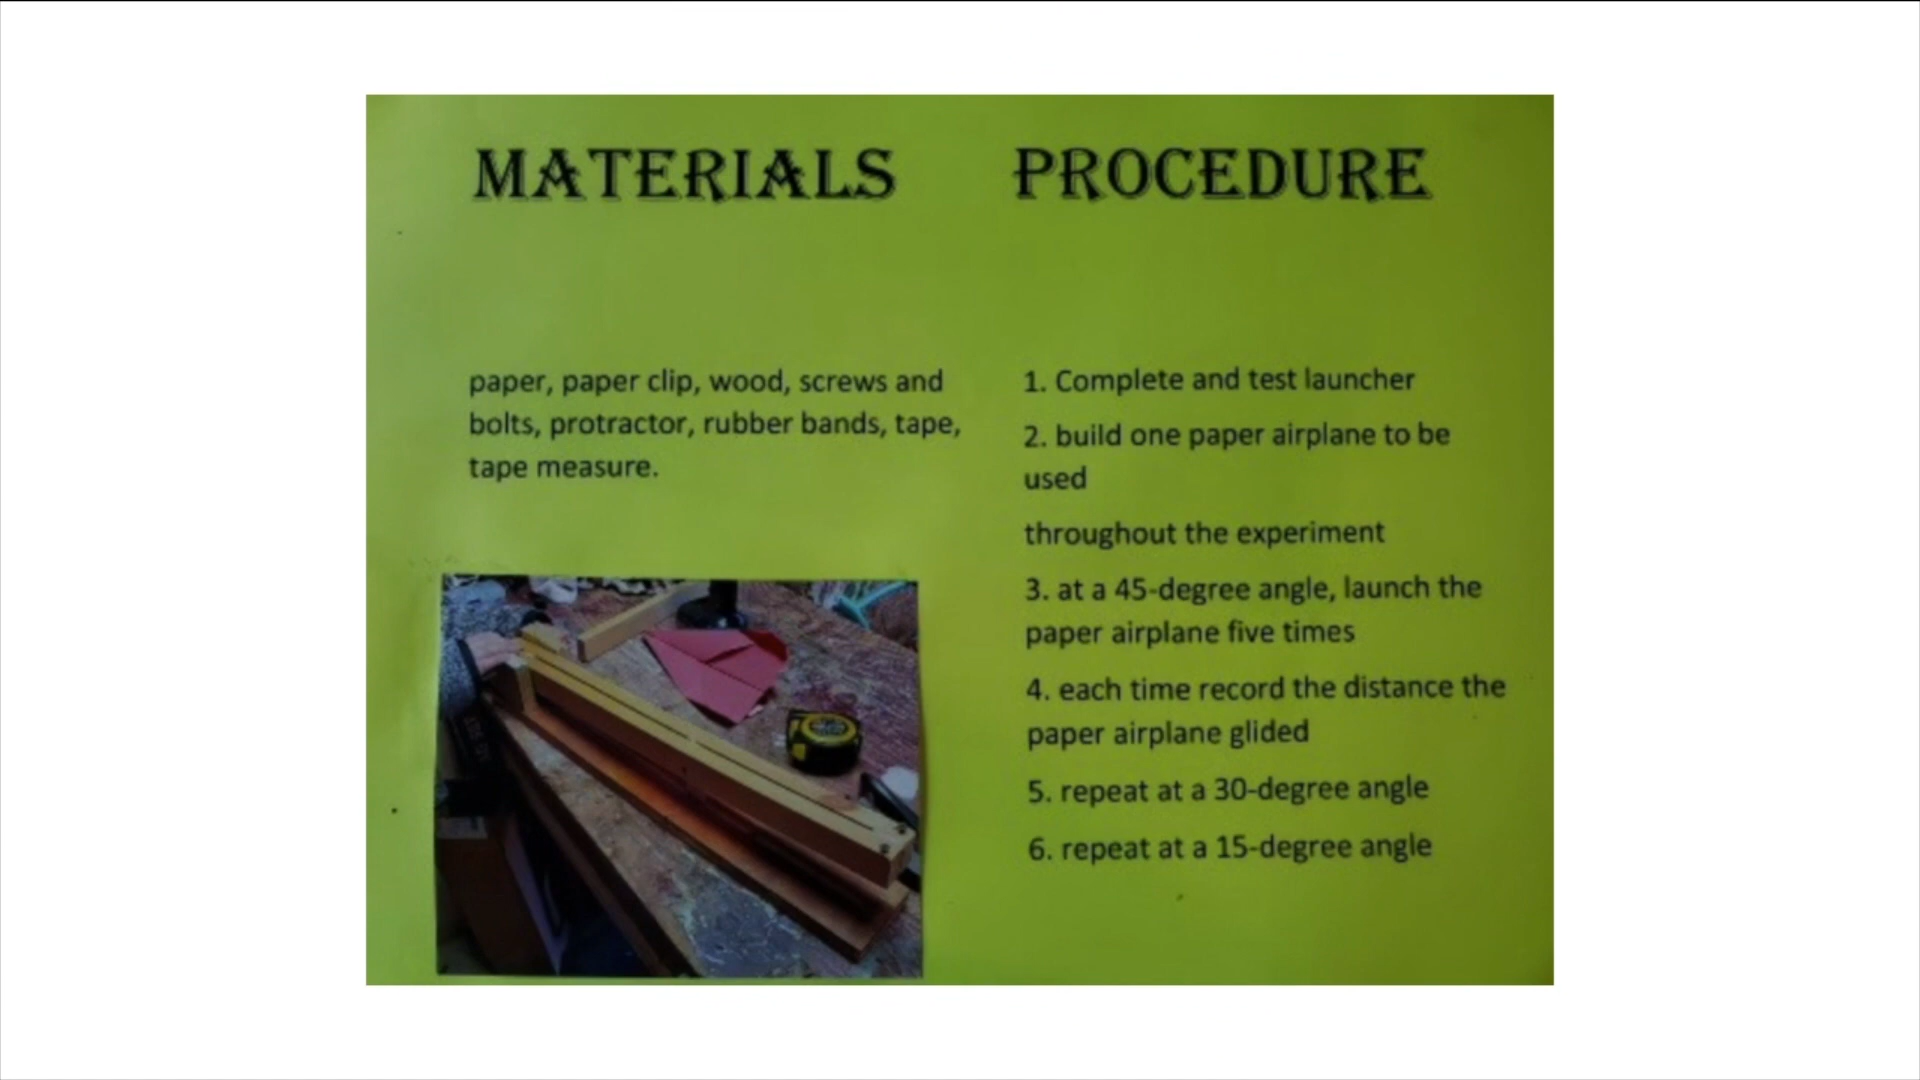 MATERIALS
paper, paper clip, wood, screws and
bolts, protractor, rubber bands, tape,
tape measure.
PROCEDURE
1. Complete and test launcher
2. build one paper airplane to be
used
throughout the experiment
3. at a 45-degree angle, launch the
paper airplane five times
4. each time record the distance the
paper airplane glided
5. repeat at a 30-degree angle
6. repeat at a 15-degree angle